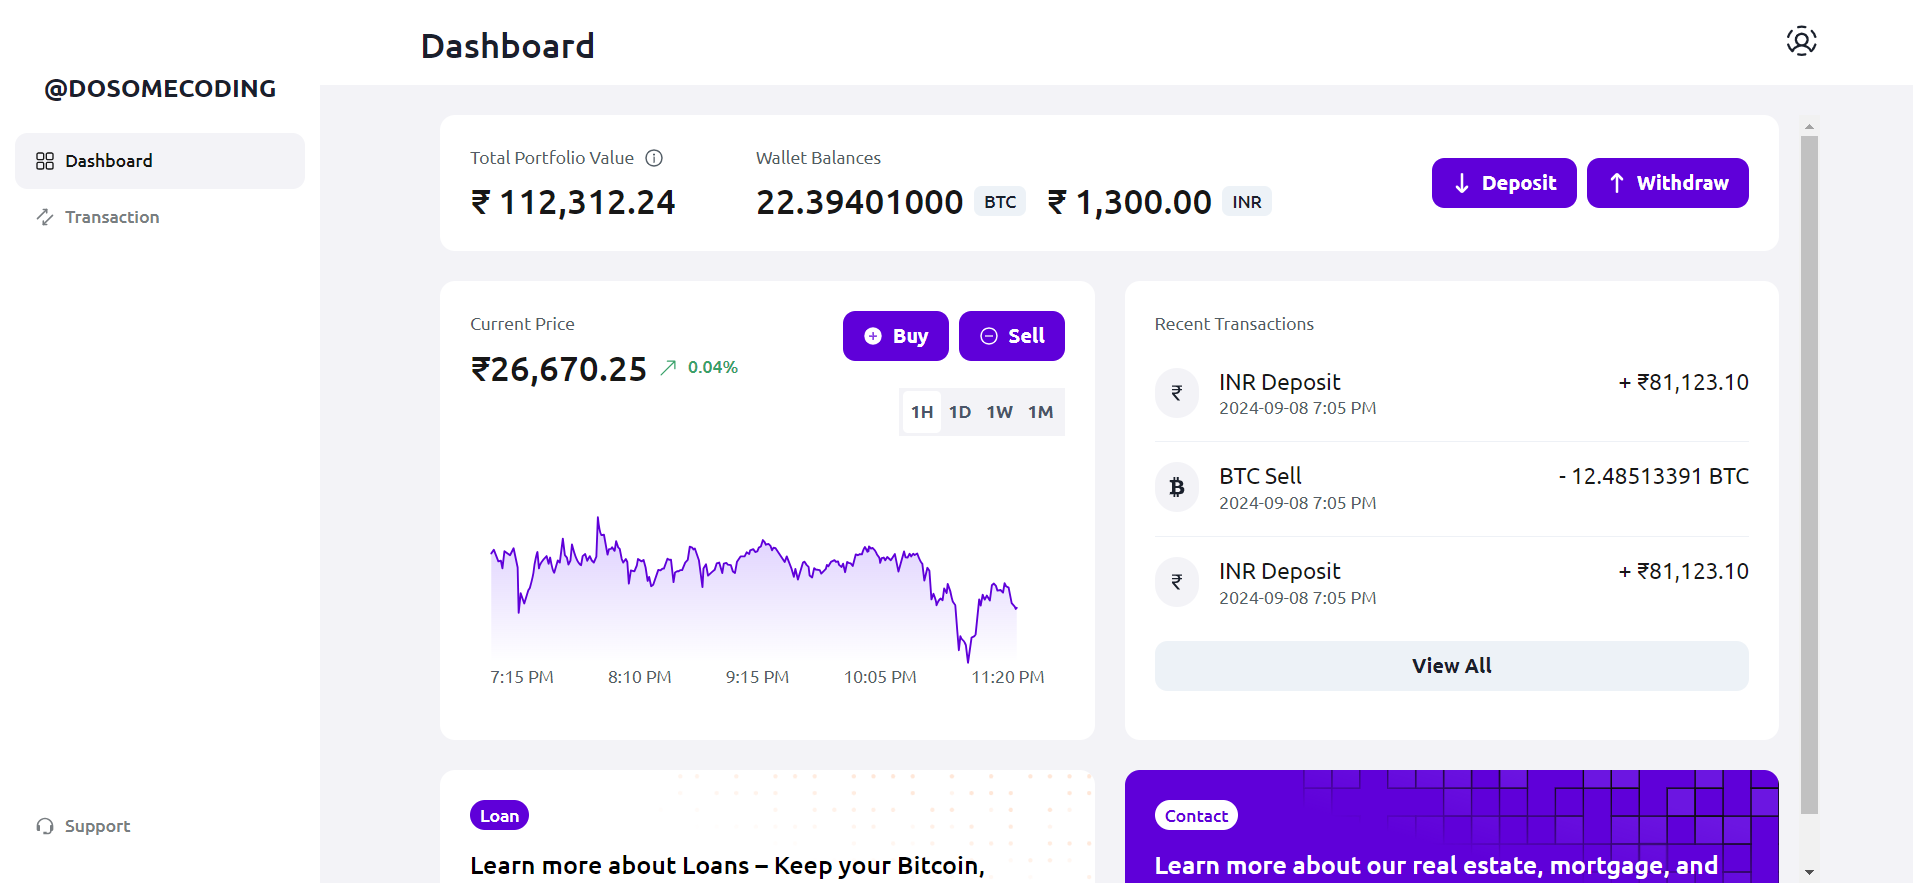 Dashboard
@DOSOMECODING
Dashboard
Transaction
Support
Total Portfolio Value
₹ 112,312.24
Wallet Balances
22.39401000 BTC ₹ 1,300.00 INR
Deposit
Withdraw
Current Price
₹26,670.25 0.04%
Buy
Sell
1H 1D 1W 1M
7:15 PM 8:10 PM 9:15 PM 10:05 PM 11:20 PM
Recent Transactions
INR Deposit + ₹81,123.10
2024-09-08 7:05 PM
BTC Sell - 12.48513391 BTC
2024-09-08 7:05 PM
INR Deposit + ₹81,123.10
2024-09-08 7:05 PM
View All
Loan
Learn more about Loans – Keep your Bitcoin,
Contact
Learn more about our real estate, mortgage, and